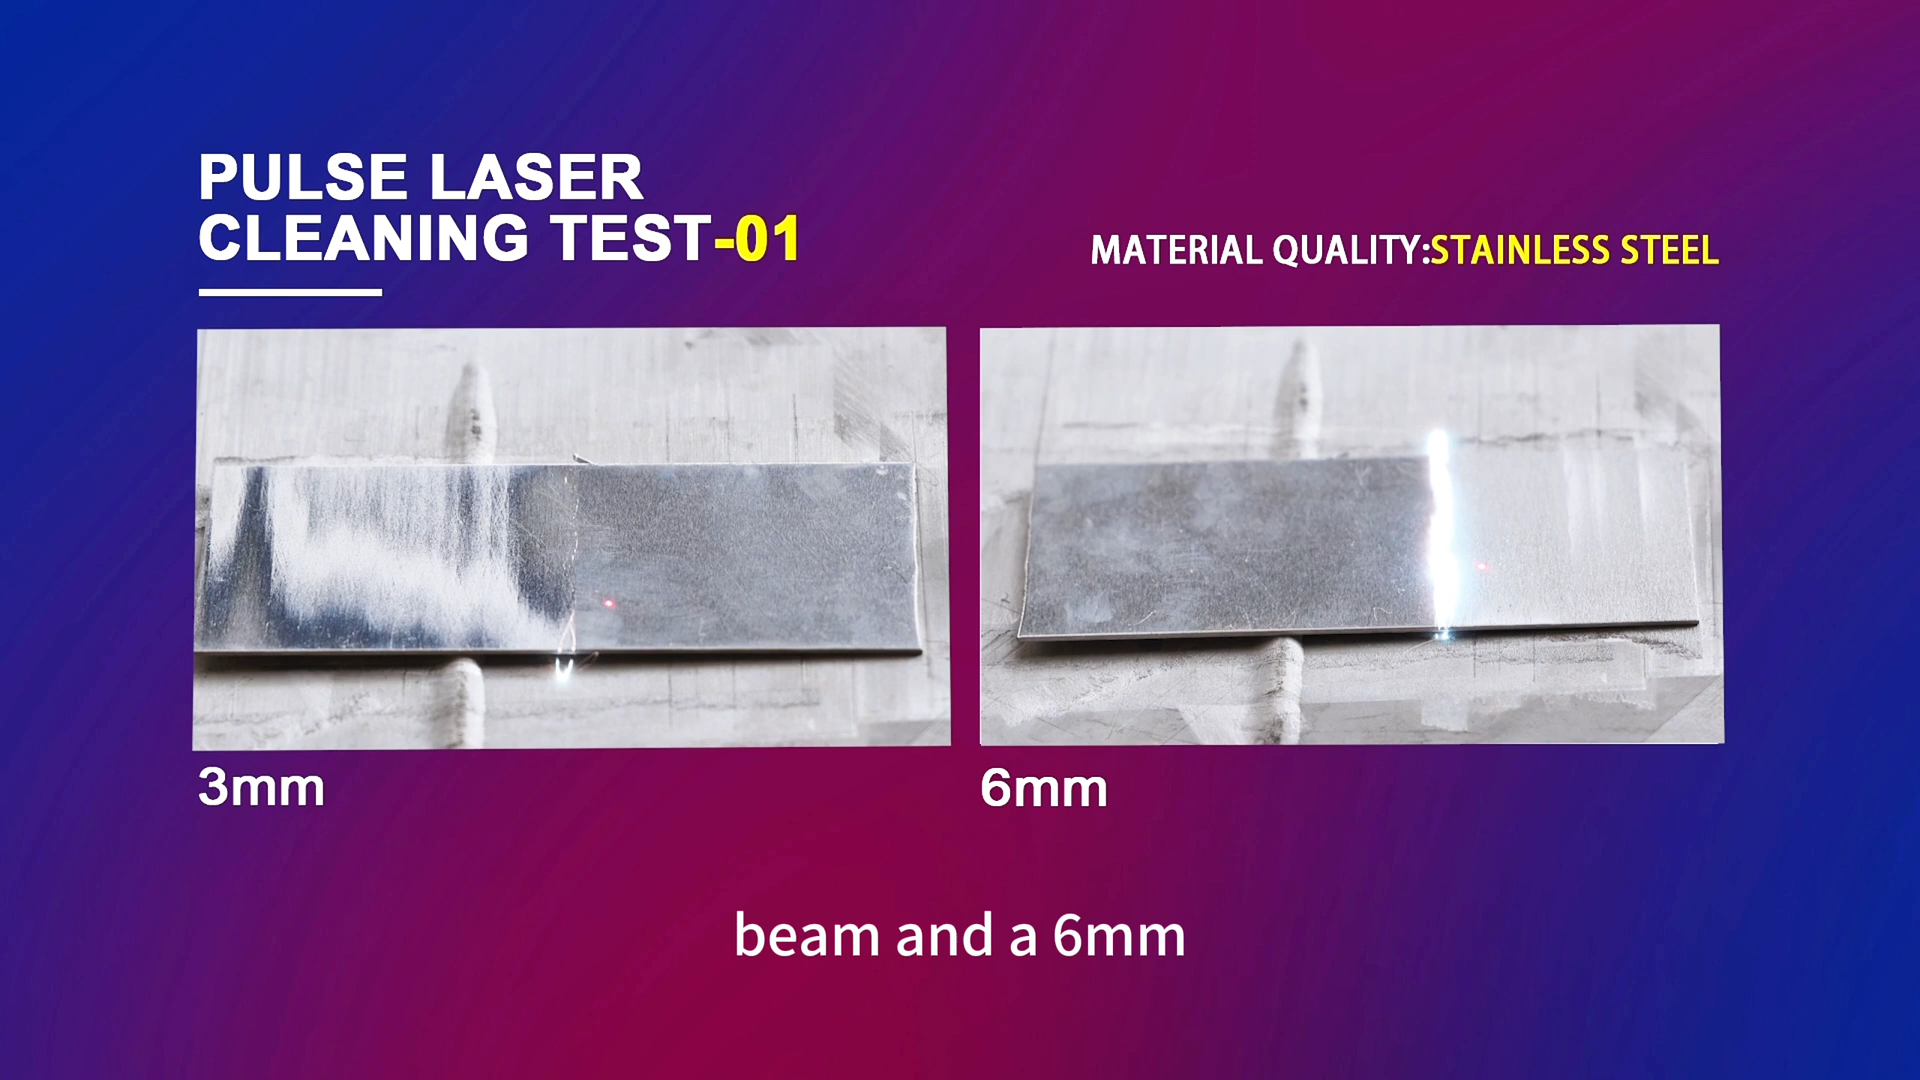 PULSE LASER
CLEANING TEST-01
MATERIAL QUALITY:STAINLESS STEEL
3mm
6mm
beam and a 6mm